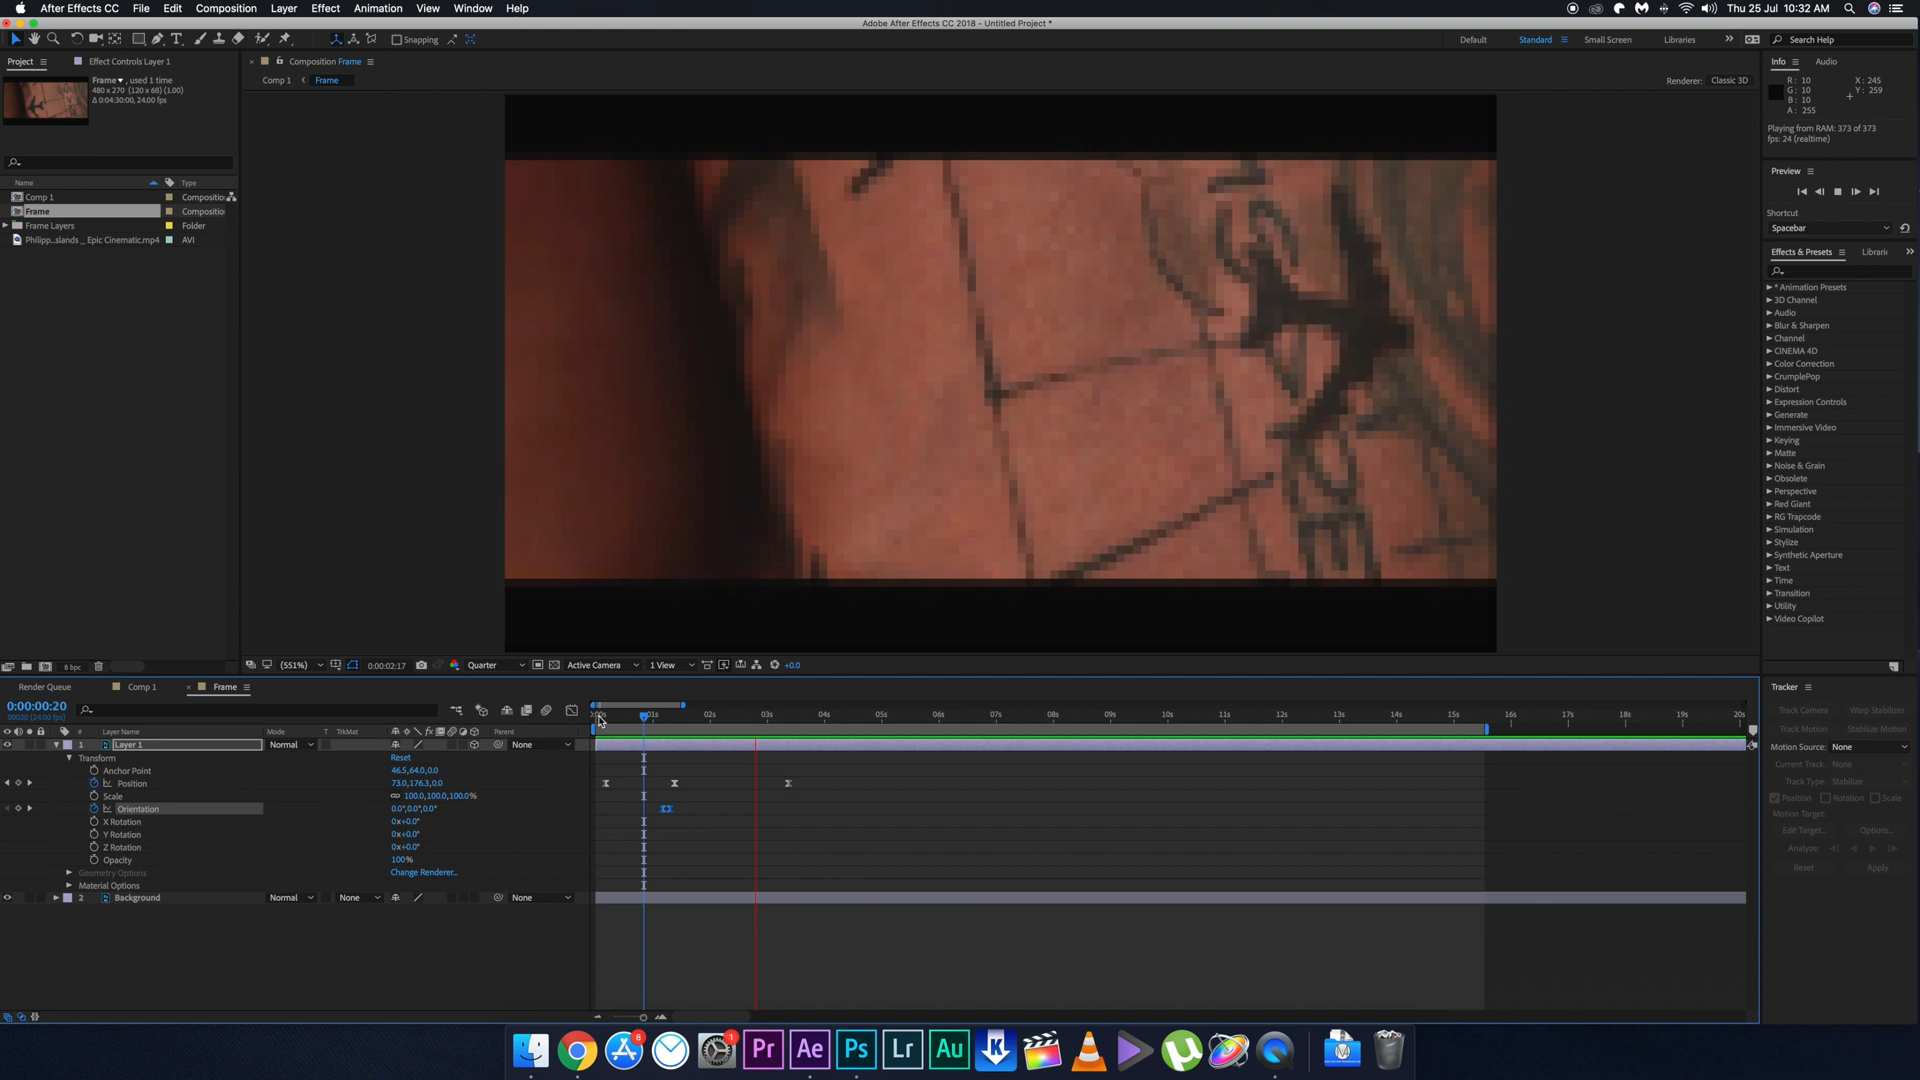 After Effects CC File Edit Composition Layer Effect Animation View Window Help Thu 25 Jul 10:32 AM
Adobe After Effects CC 2018 - Untitled Project *
Snapping Default Standard Small Screen Libraries Search Help
Project Effect Controls Layer 1 Composition Frame Info Audio
Frame, used 1 time
480 x 270 (120 x 68) (1.00)
Δ 0:04:30:00, 24.00 fps)
Comp 1 Frame Renderer: Classic 3D
R: 10 X: 245
G: 10 Y: 259
B: 10
A: 255
Playing from RAM: 373 of 373
fps: 24 (realtime)
Name Type
Comp 1 Compositio
Frame Compositio
Frame Layers Folder
Philipp...slands _ Epic Cinematic.mp4 AVI
Preview
Shortcut
Spacebar
Effects & Presets Librari
* Animation Presets
3D Channel
Audio
Blur & Sharpen
Channel
CINEMA 4D
Color Correction
CrumplePop
Distort
Expression Controls
Generate
Immersive Video
Keying
Matte
Noise & Grain
Obsolete
Perspective
Red Giant
RG Trapcode
Simulation
Stylize
Synthetic Aperture
Text
Time
Transition
Utility
Video Copilot
8 bpc (551%) 0:00:02:17 Quarter Active Camera 1 View +0.0
Render Queue Comp 1 Frame
0:00:00:20
00020 (24.00 fps)
:00s 01s 02s 03s 04s 05s 06s 07s 08s 09s 10s 11s 12s 13s 14s 15s 16s 17s 18s 19s 20s
# Layer Name Mode TrkMat Parent
1 Layer 1 Normal None
Transform Reset
Anchor Point 46.5,64.0,0.0
Position 73.0,176.3,0.0
Scale 100.0,100.0,100.0%
Orientation 0.0°,0.0°,0.0°
X Rotation 0x+0.0°
Y Rotation 0x+0.0°
Z Rotation 0x+0.0°
Opacity 100%
Geometry Options Change Renderer...
Material Options
2 Background Normal None None
Tracker
Track Camera Warp Stabilizer
Track Motion Stabilize Motion
Motion Source: None
Current Track: None
Track Type: Stabilize
Position Rotation Scale
Motion Target:
Edit Target... Options...
Analyze:
Reset Apply
8 1 Pr Ae Ps Lr Au K